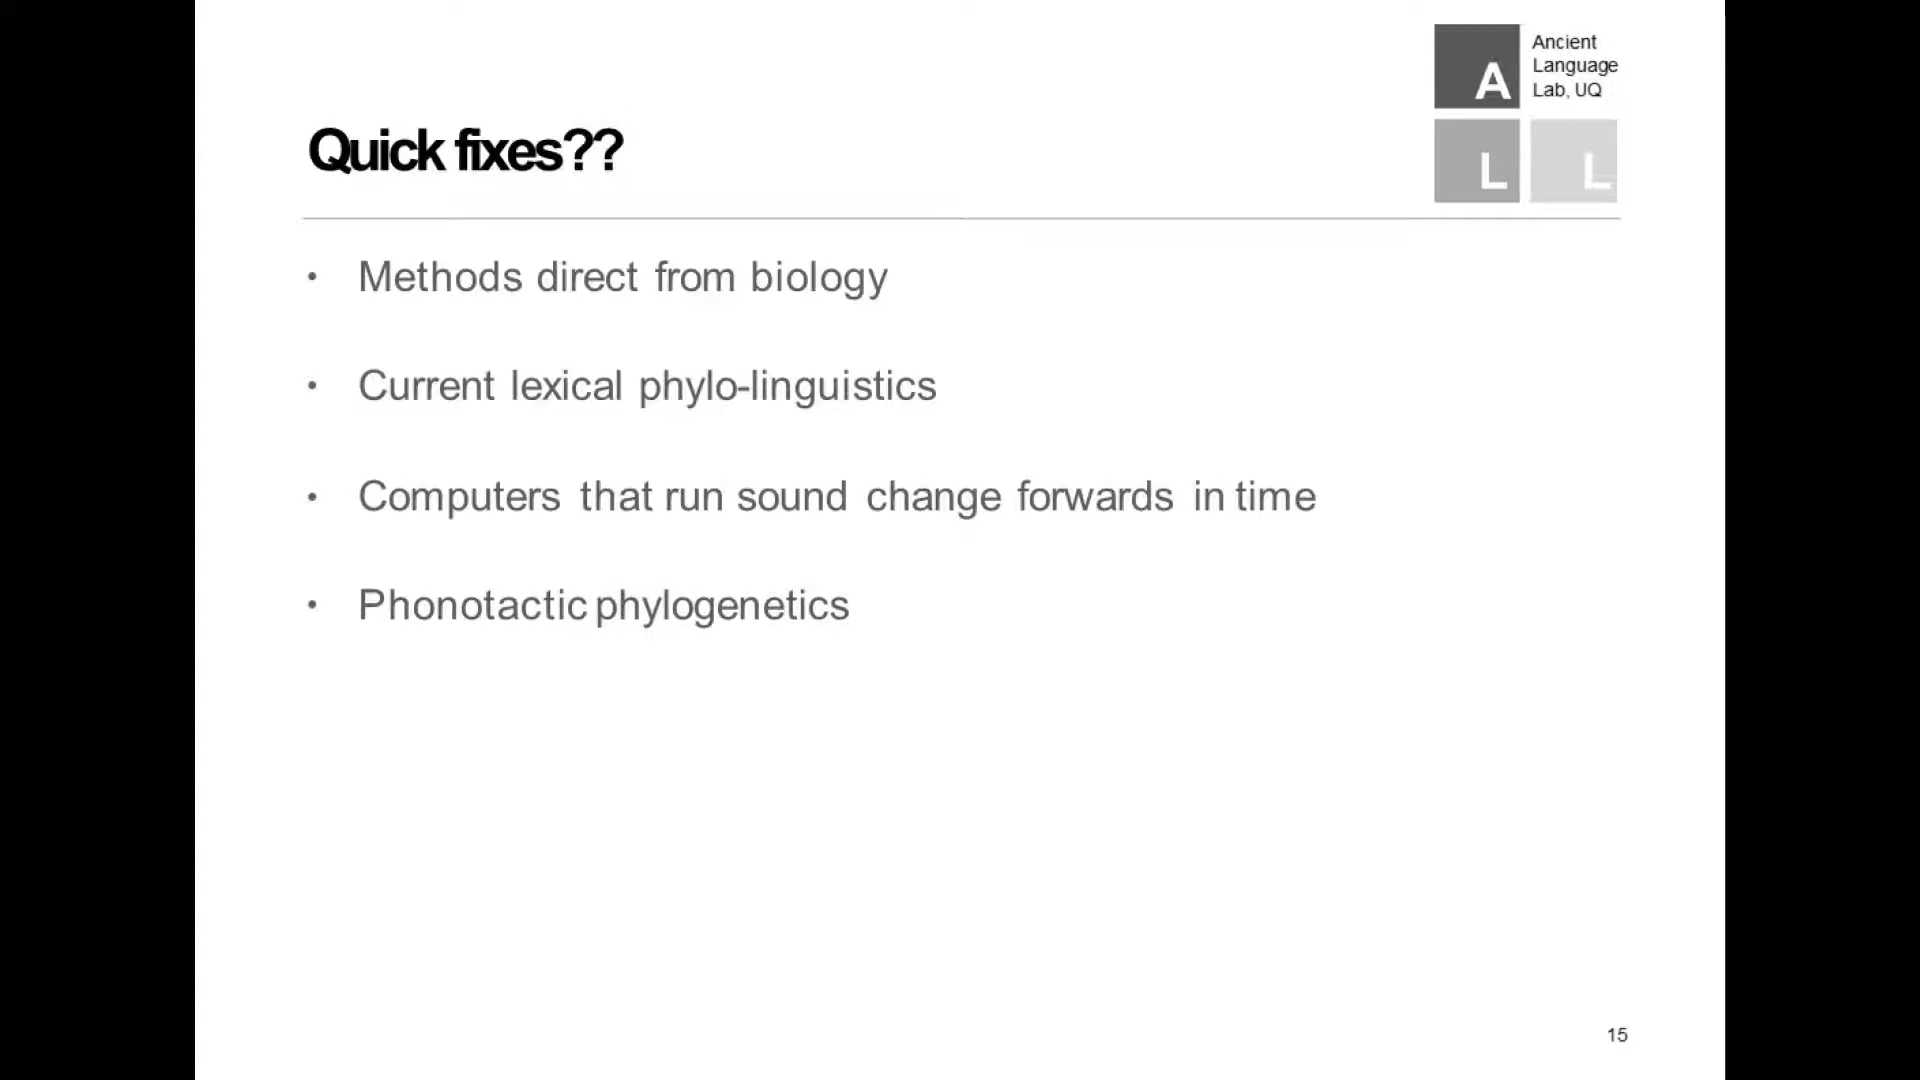 Ancient
Language
Lab, UQ
A
L L
Quick fixes??
• Methods direct from biology
• Current lexical phylo-linguistics
• Computers that run sound change forwards in time
• Phonotactic phylogenetics
15